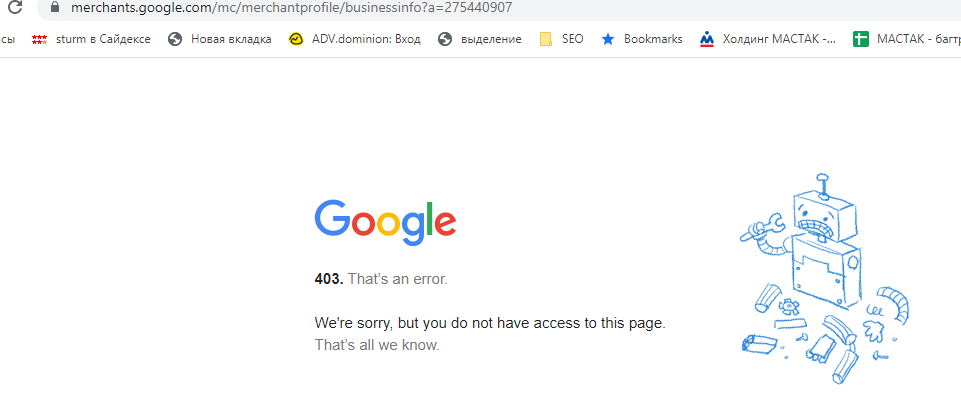 merchants.google.com/mc/merchantprofile/businessinfo?a=275440907
сы sturm в Сайдексе Новая вкладка ADV.dominion: Вход выделение SEO Bookmarks Холдинг МАСТАК -... МАСТАК - багтр
Google
403. That's an error.
We're sorry, but you do not have access to this page.
That's all we know.